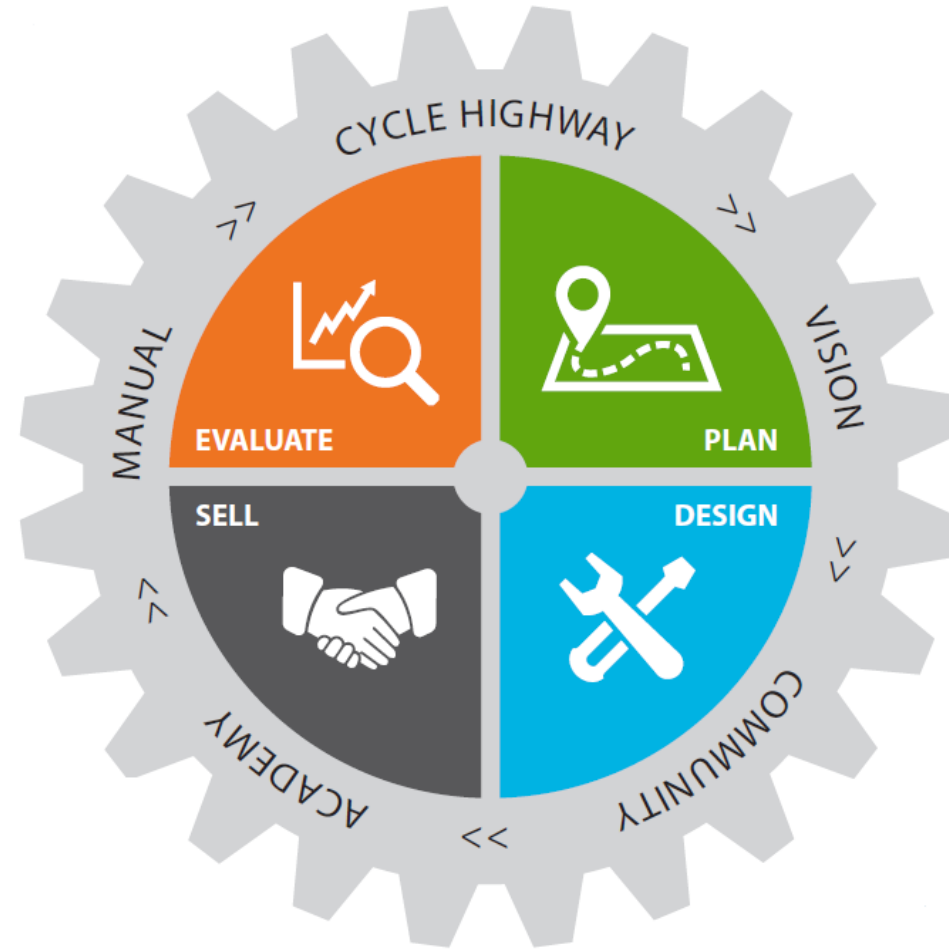 CYCLE HIGHWAY
>>
VISION
>>
COMMUNITY
>>
ACADEMY
>>
MANUAL
>>
EVALUATE
PLAN
SELL
DESIGN